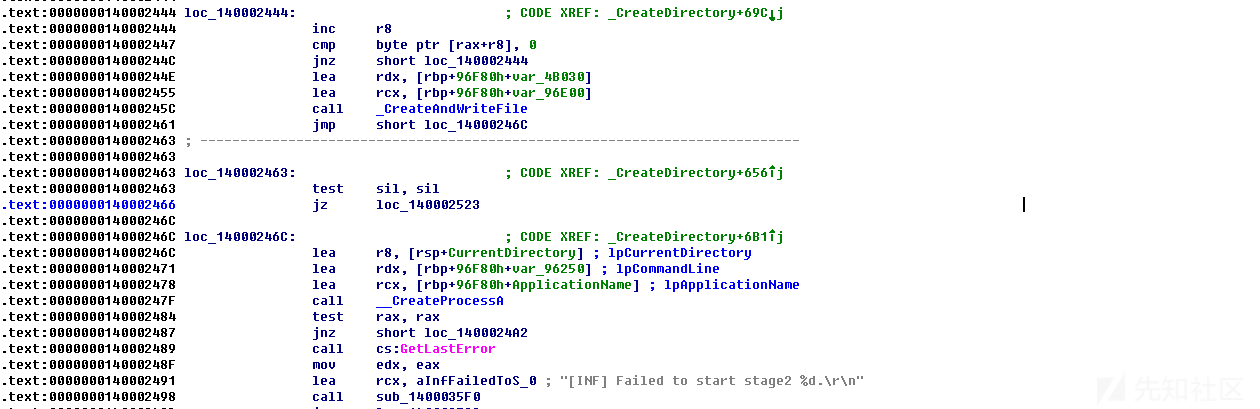 .text:0000000140002444 loc_140002444: ; CODE XREF: _CreateDirectory+69C↓j
.text:0000000140002444 inc r8
.text:0000000140002447 cmp byte ptr [rax+r8], 0
.text:000000014000244C jnz short loc_140002444
.text:000000014000244E lea rdx, [rbp+96F80h+var_4B030]
.text:0000000140002455 lea rcx, [rbp+96F80h+var_96E00]
.text:000000014000245C call _CreateAndWriteFile
.text:0000000140002461 jmp short loc_14000246C
.text:0000000140002463 ; ---------------------------------------------------------------------------
.text:0000000140002463
.text:0000000140002463 loc_140002463: ; CODE XREF: _CreateDirectory+656↑j
.text:0000000140002463 test sil, sil
.text:0000000140002466 jz loc_140002523
.text:000000014000246C
.text:000000014000246C loc_14000246C: ; CODE XREF: _CreateDirectory+6B1↑j
.text:000000014000246C lea r8, [rsp+CurrentDirectory] ; lpCurrentDirectory
.text:0000000140002471 lea rdx, [rbp+96F80h+var_96250] ; lpCommandLine
.text:0000000140002478 lea rcx, [rbp+96F80h+ApplicationName] ; lpApplicationName
.text:000000014000247F call __CreateProcessA
.text:0000000140002484 test rax, rax
.text:0000000140002487 jnz short loc_1400024A2
.text:0000000140002489 call cs:GetLastError
.text:000000014000248F mov edx, eax
.text:0000000140002491 lea rcx, aInfFailedToS_0 ; "[INF] Failed to start stage2 %d.\r\n"
.text:0000000140002498 call sub_1400035F0
先知社区